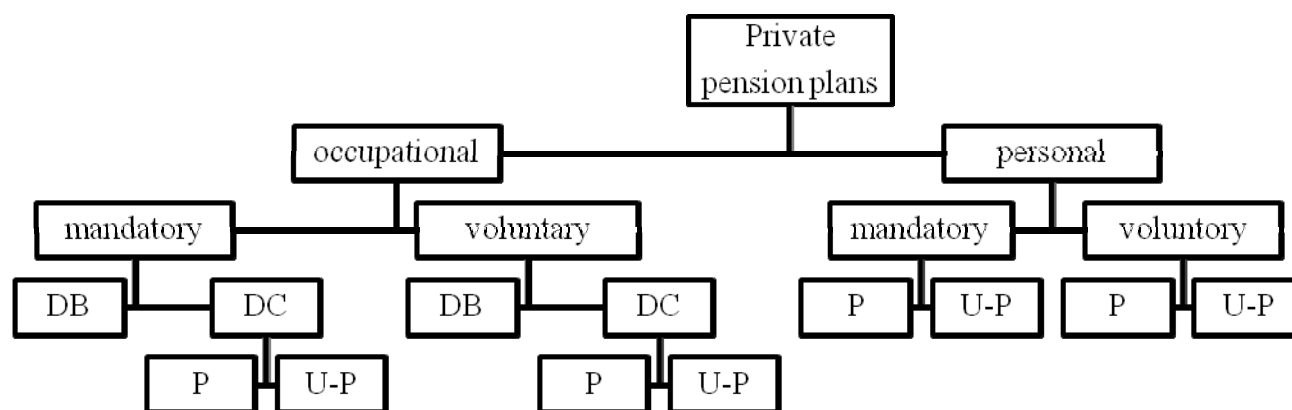 Private
pension plans
occupational
personal
mandatory
voluntary
mandatory
voluntory
DB
DC
DB
DC
P
U-P
P
U-P
P
U-P
P
U-P